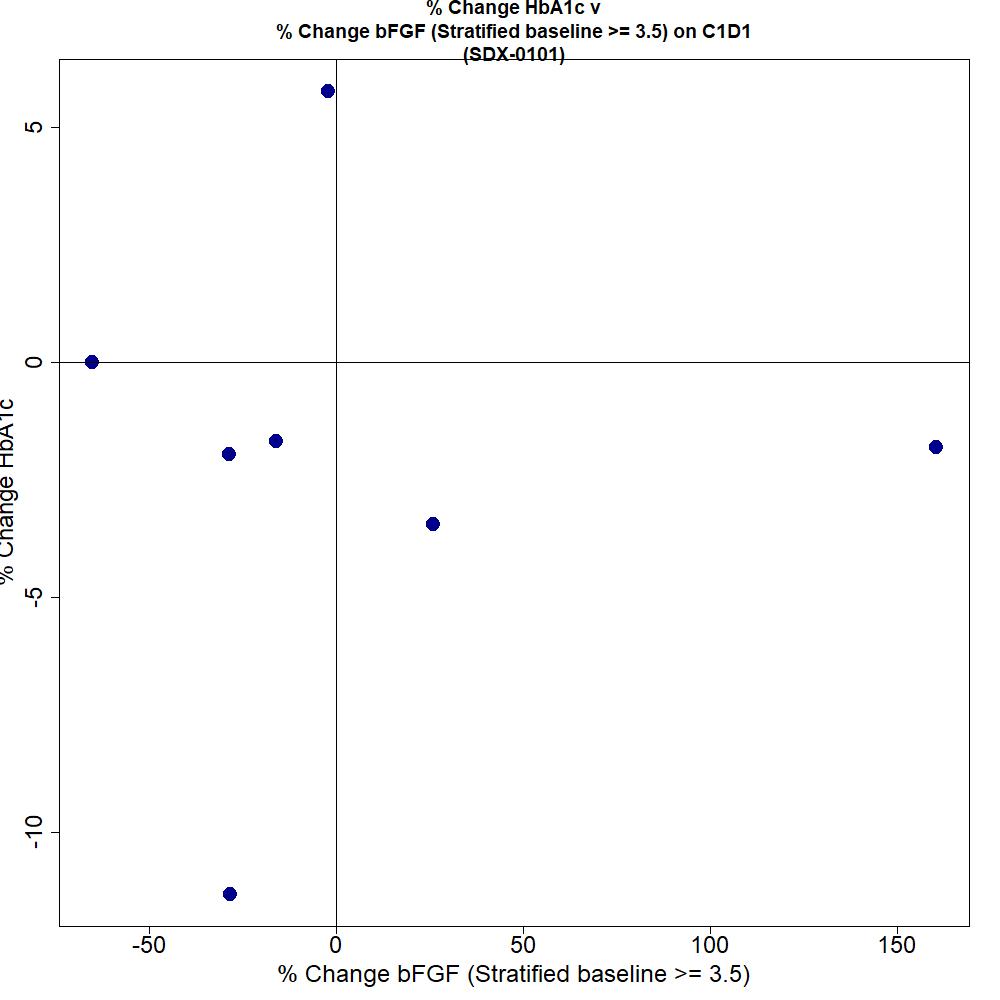 % Change HbA1c v
% Change bFGF (Stratified baseline >= 3.5) on C1D1
(SDX-0101)
% Change HbA1c
5
0
-5
-10
-50
0
50
100
150
% Change bFGF (Stratified baseline >= 3.5)